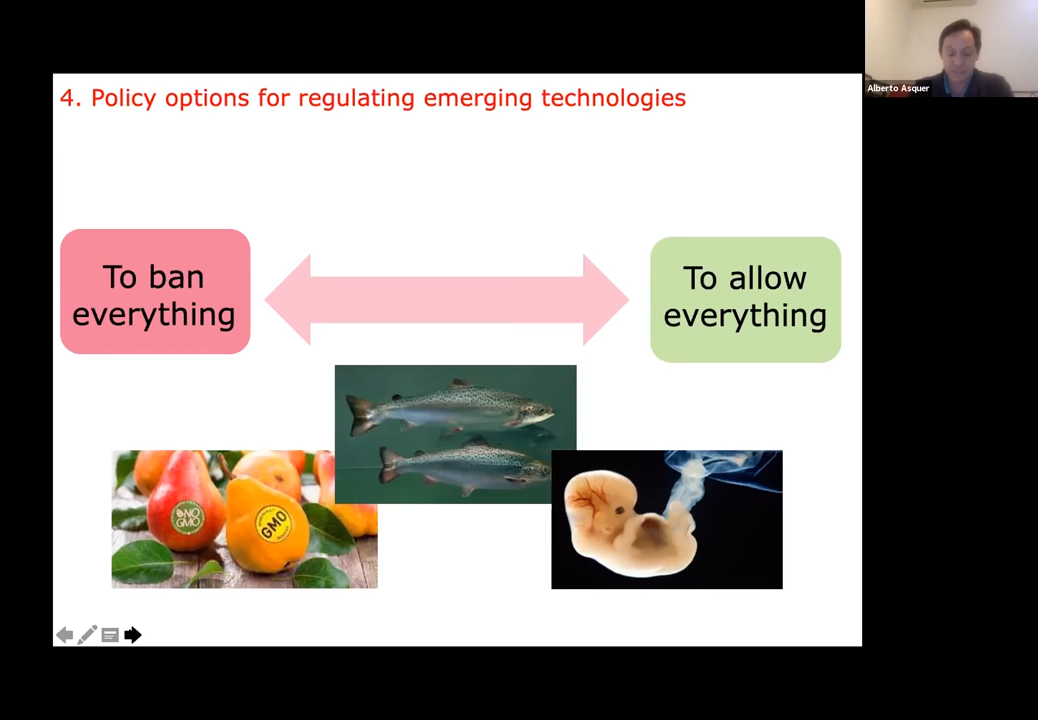 Alberto Asquer
4. Policy options for regulating emerging technologies
To ban
everything
To allow
everything
NO
GMO
GMO